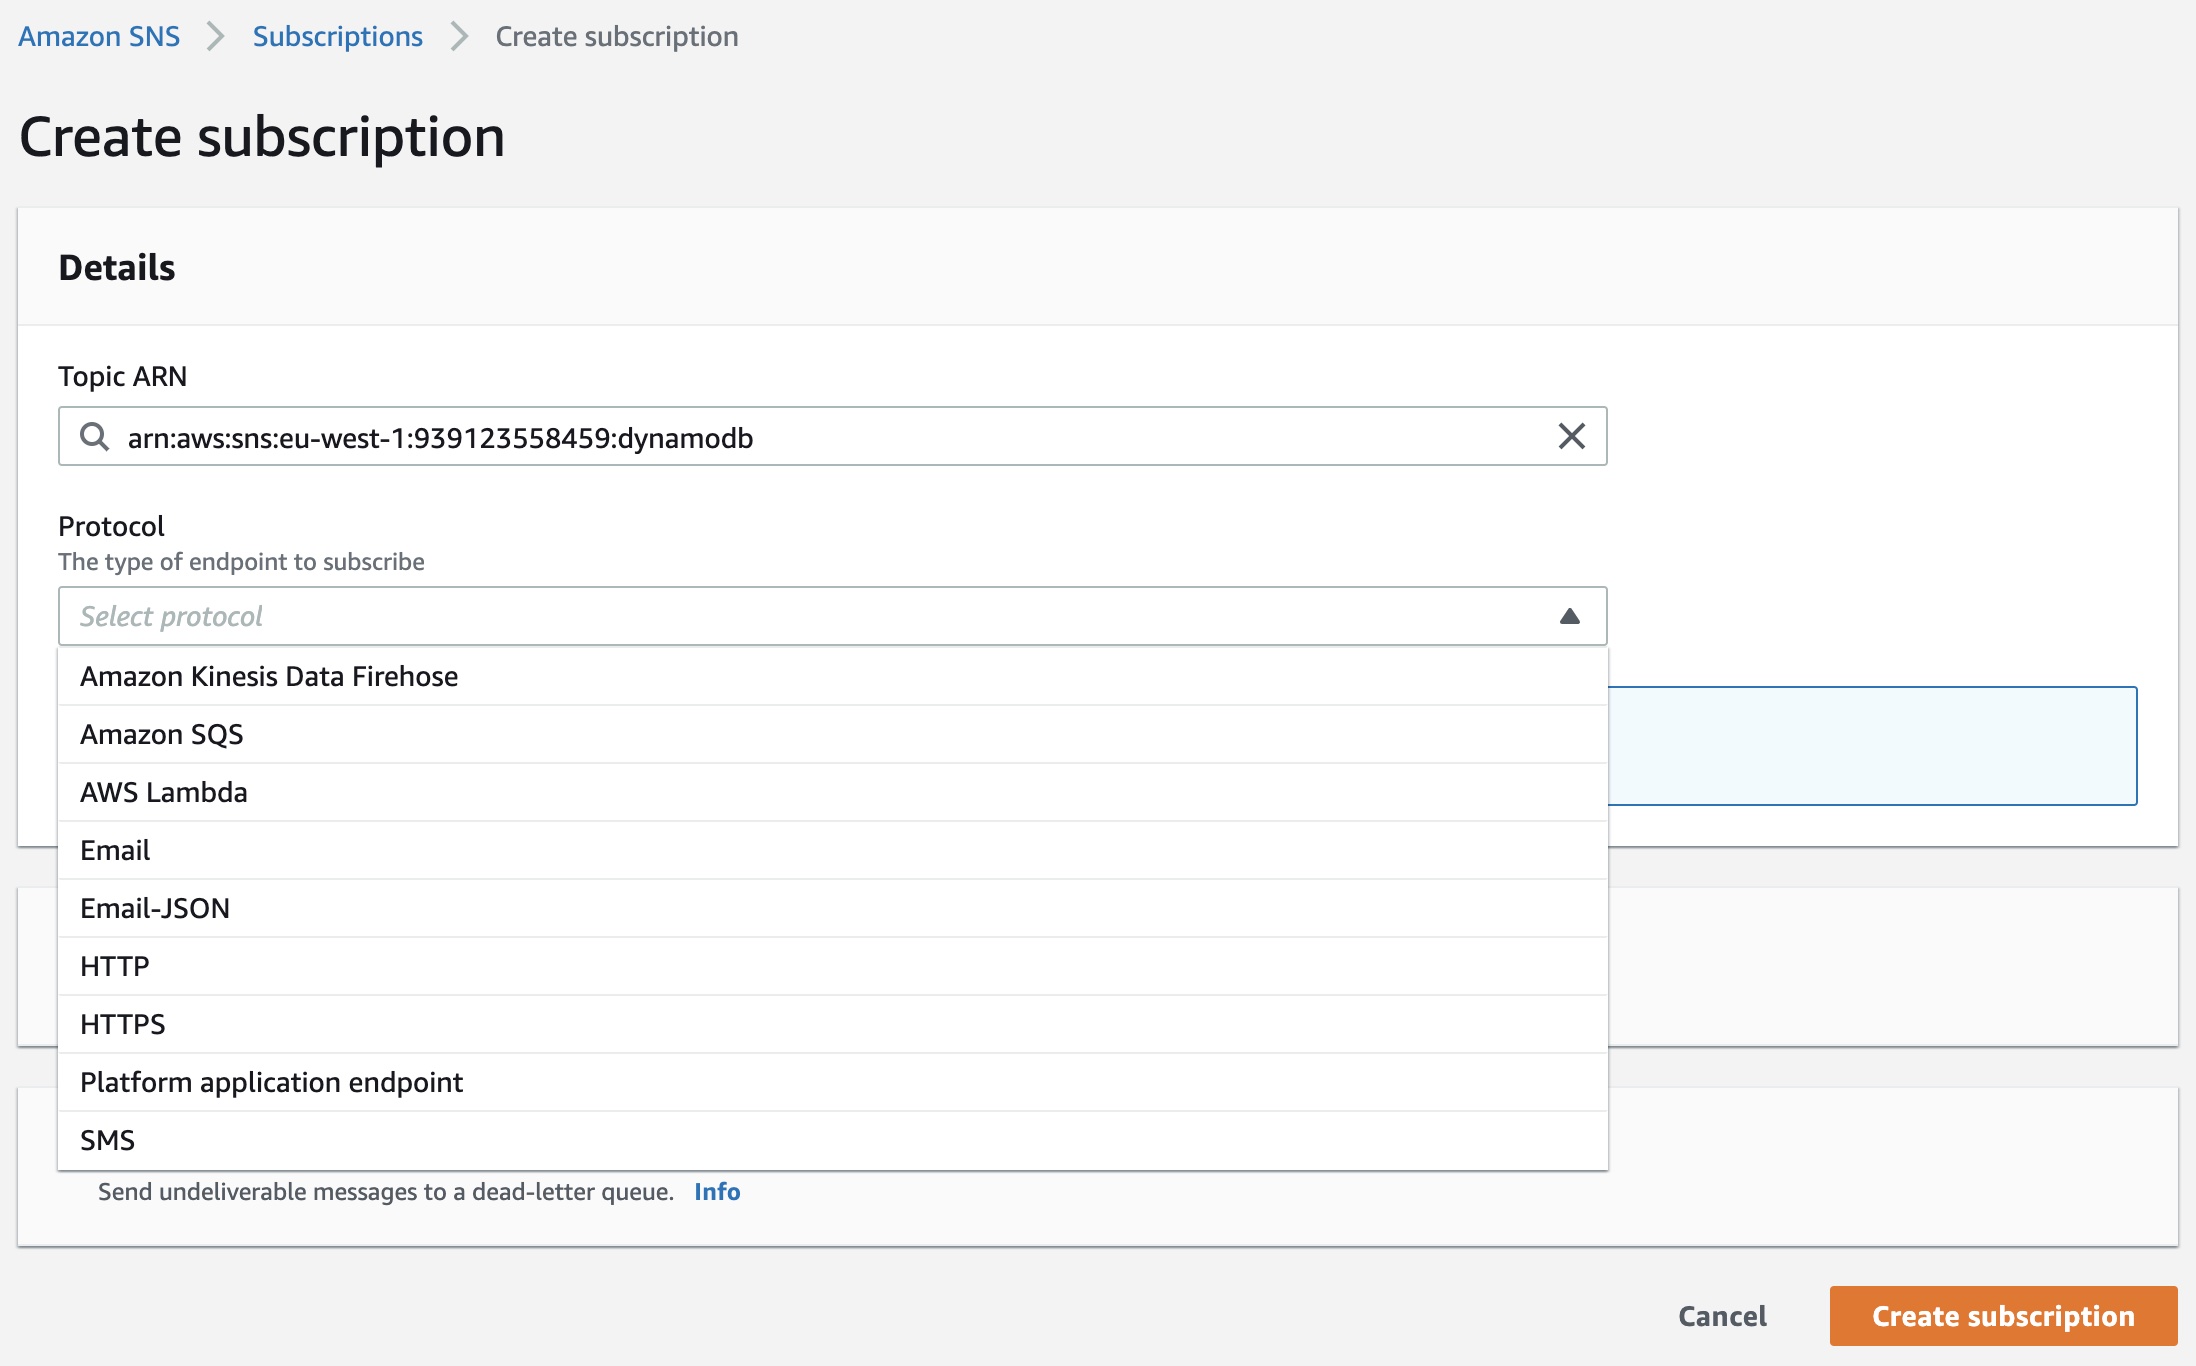 Amazon SNS > Subscriptions > Create subscription
Create subscription
Details
Topic ARN
arn:aws:sns:eu-west-1:939123558459:dynamodb
Protocol
The type of endpoint to subscribe
Select protocol
Amazon Kinesis Data Firehose
Amazon SQS
AWS Lambda
Email
Email-JSON
HTTP
HTTPS
Platform application endpoint
SMS
Send undeliverable messages to a dead-letter queue. Info
Cancel Create subscription